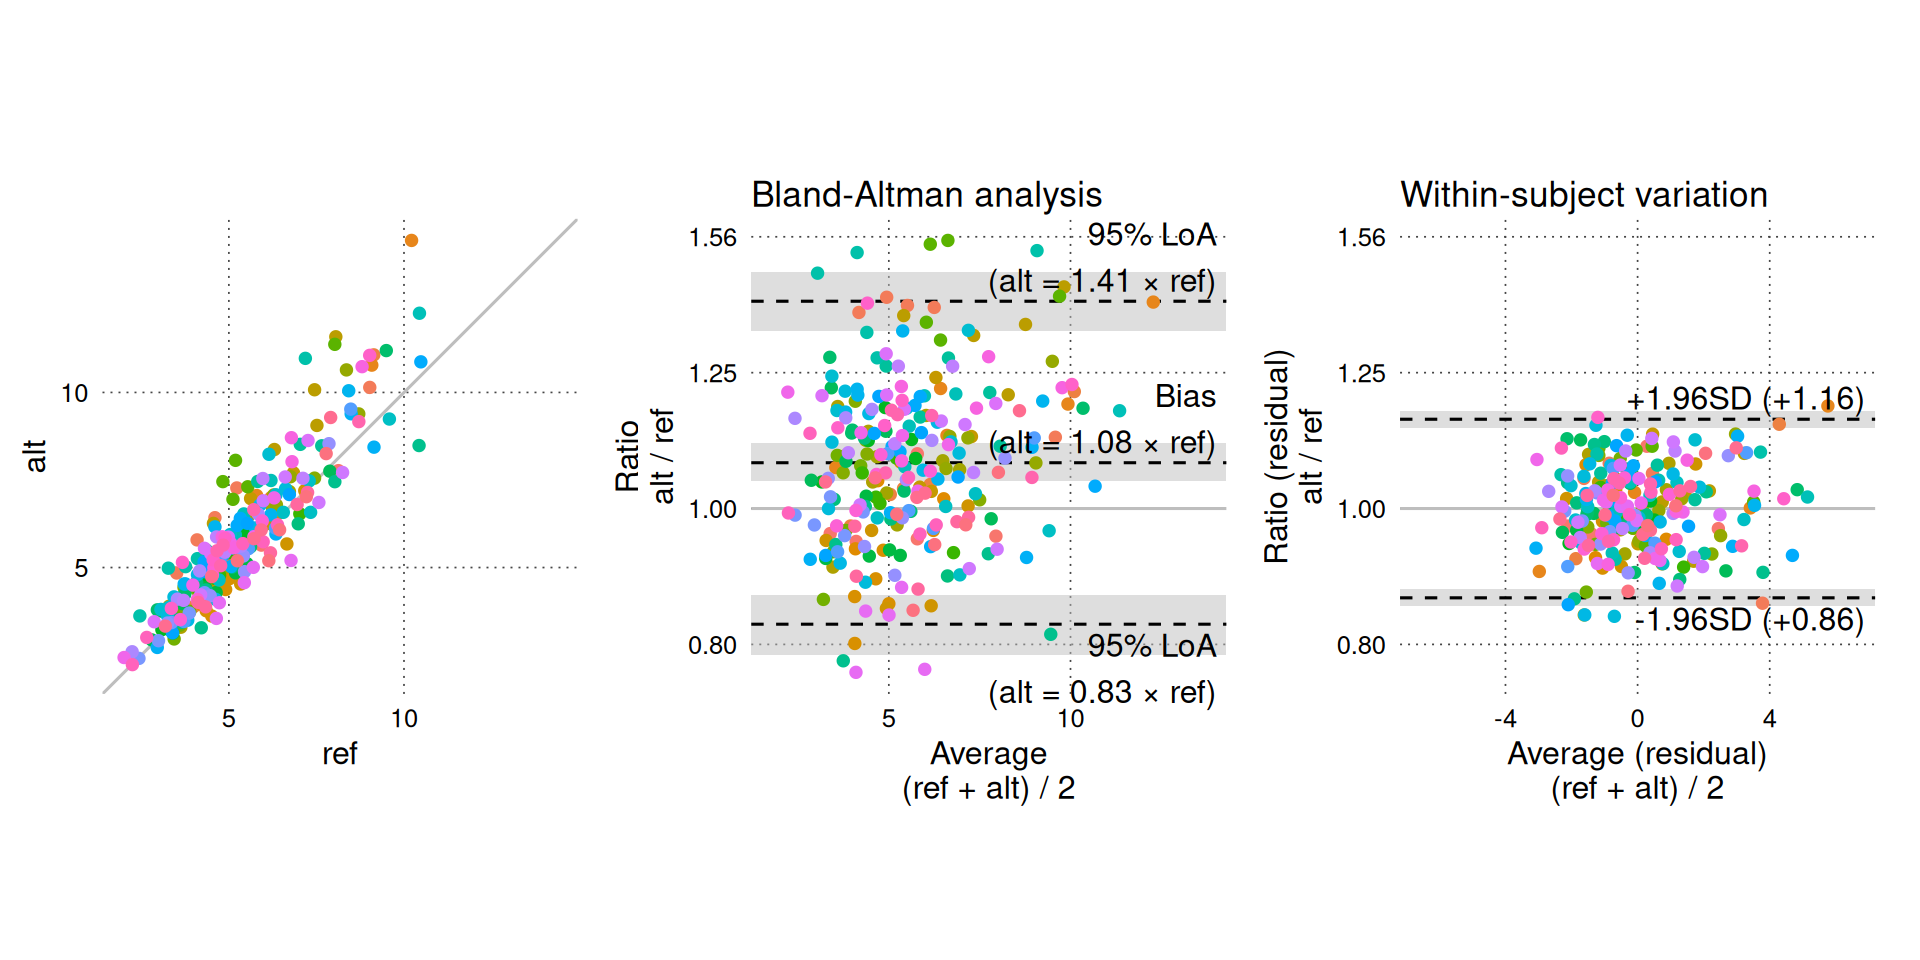 alt
10
5
5
10
ref
Bland-Altman analysis
Ratio
alt / ref
1.56
1.25
1.00
0.80
95% LoA
(alt = 1.41 × ref)
Bias
(alt = 1.08 × ref)
95% LoA
(alt = 0.83 × ref)
5
10
Average
(ref + alt) / 2
Within-subject variation
Ratio (residual)
alt / ref
1.56
1.25
1.00
0.80
+1.96SD (+1.16)
-1.96SD (+0.86)
-4
0
4
Average (residual)
(ref + alt) / 2